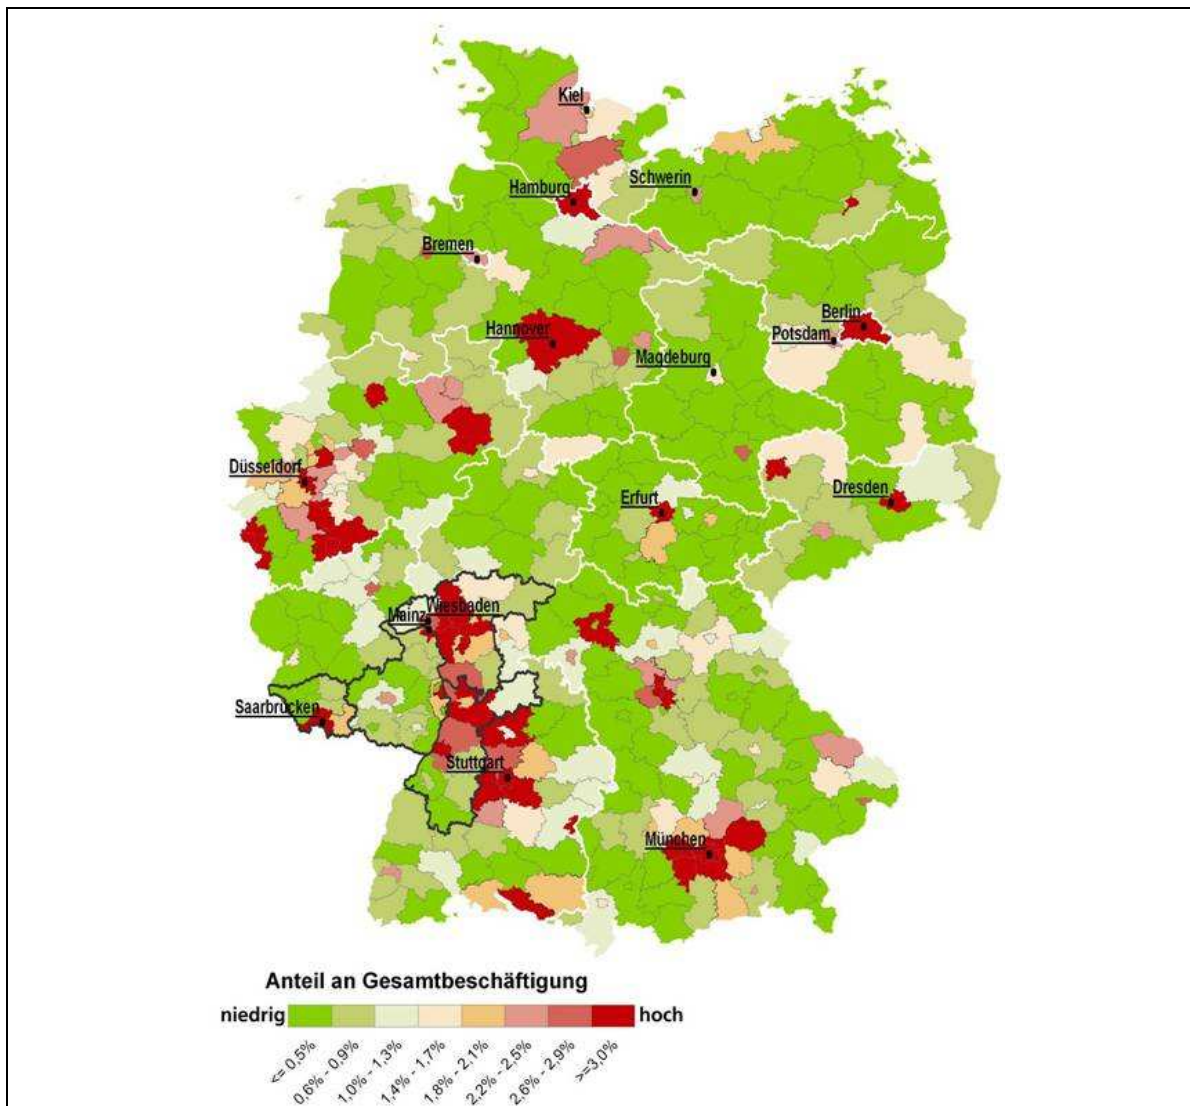 Kiel
Hamburg
Schwerin
Bremen
Hannover
Berlin
Potsdam
Magdeburg
Düsseldorf
Erfurt
Dresden
Wiesbaden
Mainz
Saarbrücken
Stuttgart
München
Anteil an Gesamtbeschäftigung
niedrig hoch
<= 0,5%
0,6% - 0,9%
1,0% - 1,3%
1,4% - 1,7%
1,8% - 2,1%
2,2% - 2,5%
2,6% - 2,9%
>=3,0%